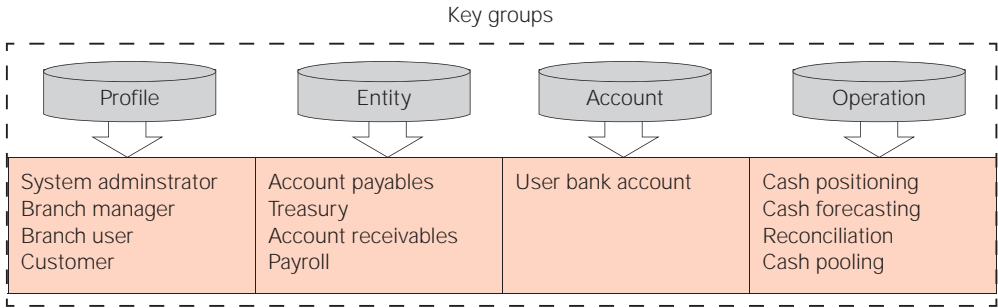 Key groups
Profile
Entity
Account
Operation
System adminstrator
Branch manager
Branch user
Customer
Account payables
Treasury
Account receivables
Payroll
User bank account
Cash positioning
Cash forecasting
Reconciliation
Cash pooling